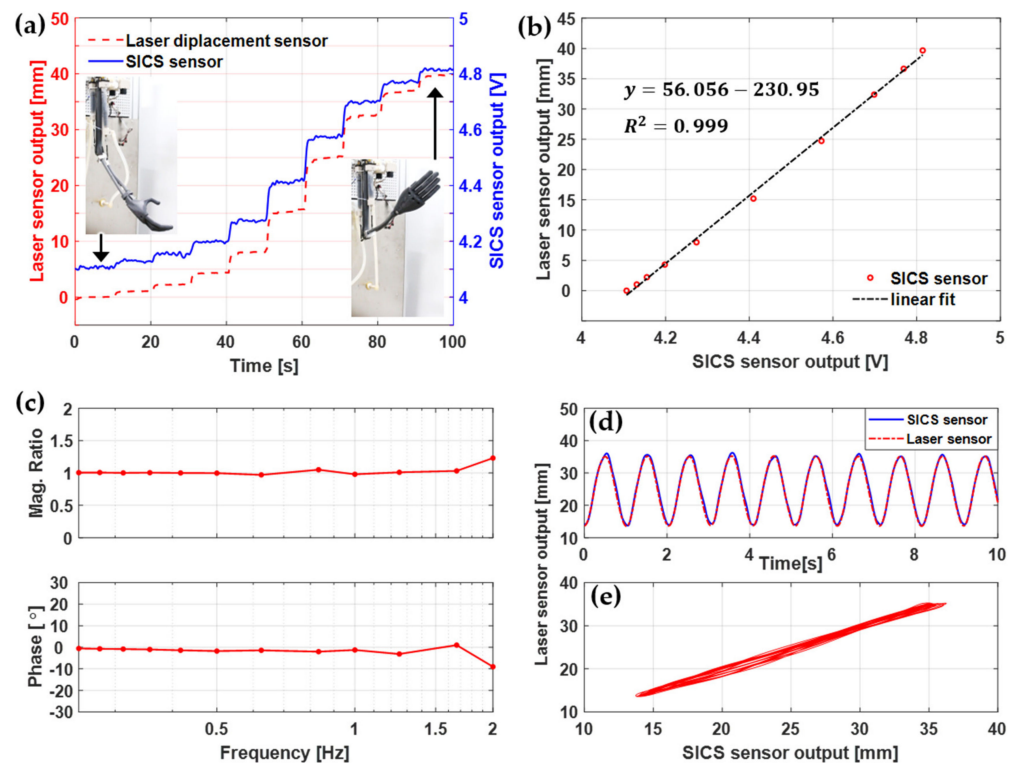 (a)
50
40
30
20
10
0
Laser sensor output [mm]
Laser diplacement sensor
SICS sensor
5
4.8
4.6
4.4
4.2
4
SICS sensor output [V]
0 20 40 60 80 100
Time [s]
(b)
45
40
35
30
25
20
15
10
5
0
Laser sensor output [mm]
y = 56.056 − 230.95
R² = 0.999
SICS sensor
linear fit
4 4.2 4.4 4.6 4.8 5
SICS sensor output [V]
(c)
2
1.5
1
0.5
0
Mag. Ratio
30
20
10
0
-10
-20
-30
Phase [ °]
0.5 1 1.5 2
Frequency [Hz]
(d)
50
40
30
20
10
SICS sensor
Laser sensor
0 2 4 6 8 10
Time[s]
Laser sensor output [mm]
(e)
40
30
20
10
10 15 20 25 30 35 40
SICS sensor output [mm]